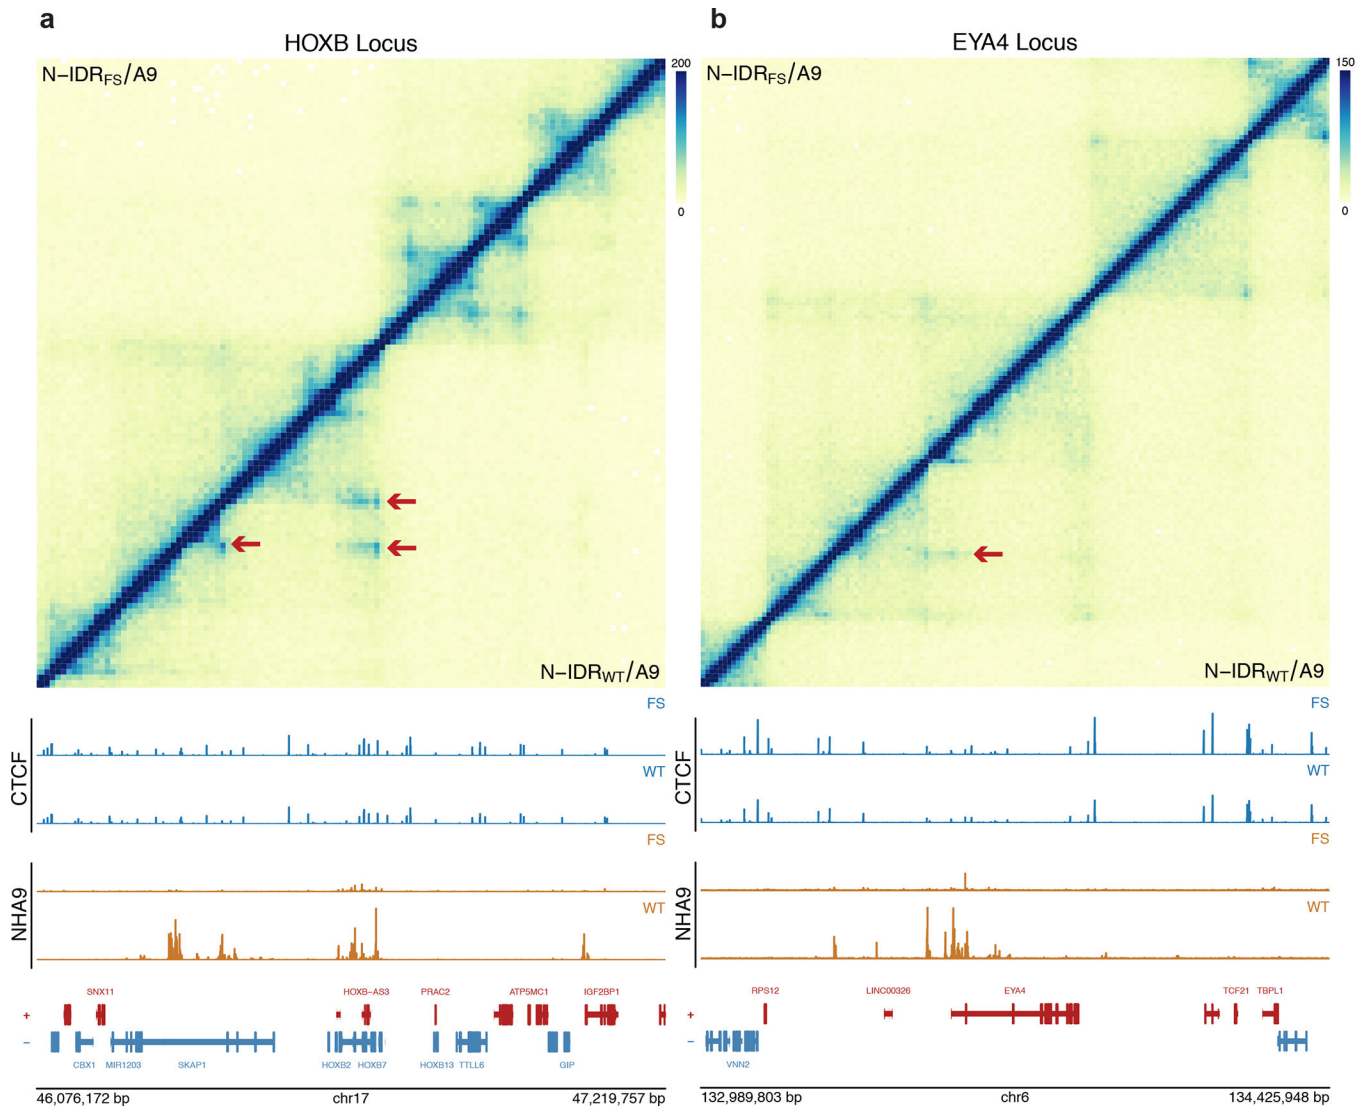 a
HOXB Locus
N−IDRFS/A9
200
100
0
N−IDRWT/A9
b
EYA4 Locus
N−IDRFS/A9
150
100
50
0
N−IDRWT/A9
CTCF
FS
WT
NHA9
FS
WT
SNX11
HOXB−AS3
PRAC2
ATP5MC1
IGF2BP1
+
−
CBX1
MIR1203
SKAP1
HOXB2
HOXB7
HOXB13
TTLL6
GIP
46,076,172 bp
chr17
47,219,757 bp
CTCF
FS
WT
NHA9
FS
WT
RPS12
LINC00326
EYA4
TCF21
TBPL1
+
−
VNN2
132,989,803 bp
chr6
134,425,948 bp